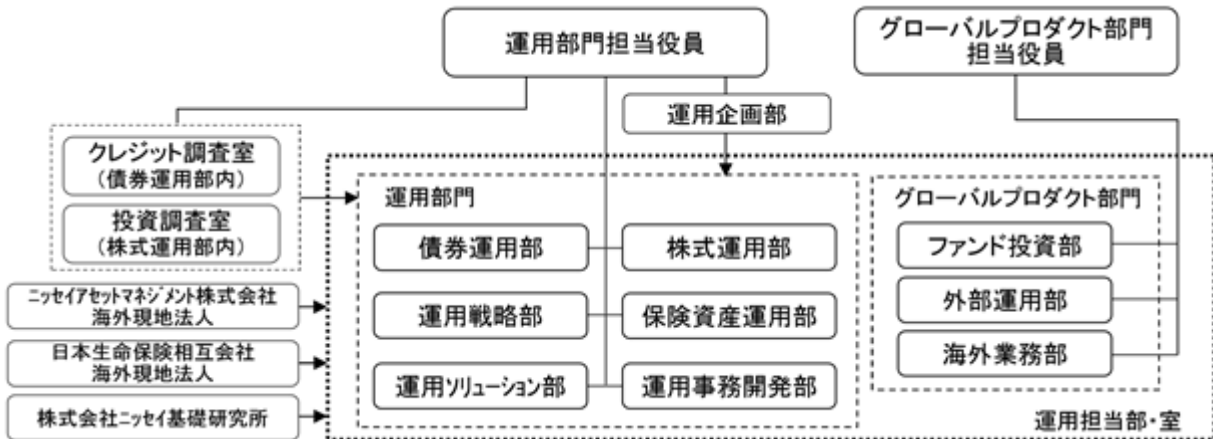 運用部門担当役員
グローバルプロダクト部門
担当役員
運用企画部
クレジット調査室
(債券運用部内)
投資調査室
(株式運用部内)
運用部門
グローバルプロダクト部門
債券運用部
株式運用部
ファンド投資部
ニッセイアセットマネジメント株式会社
海外現地法人
運用戦略部
保険資産運用部
外部運用部
日本生命保険相互会社
海外現地法人
運用ソリューション部
運用事務開発部
海外業務部
株式会社ニッセイ基礎研究所
運用担当部・室